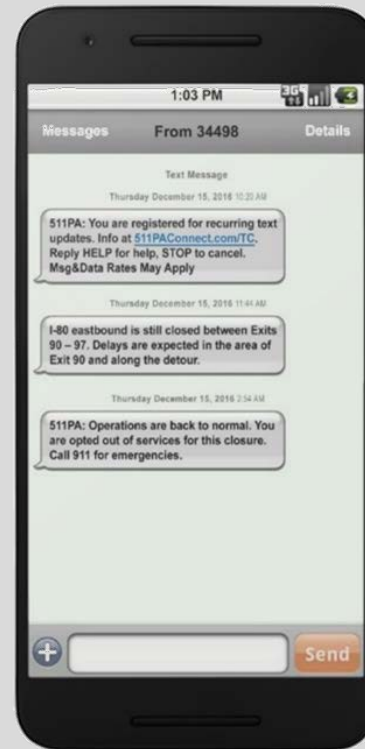 1:03 PM
3G
Messages
From 34498
Details
Text Message
Thursday December 15, 2016 10:20 AM
511PA: You are registered for recurring text
updates. Info at 511PAConnect.com/TC.
Reply HELP for help, STOP to cancel.
Msg&Data Rates May Apply
Thursday December 15, 2016 11:44 AM
I-80 eastbound is still closed between Exits
90 – 97. Delays are expected in the area of
Exit 90 and along the detour.
Thursday December 15, 2016 2:54 AM
511PA: Operations are back to normal. You
are opted out of services for this closure.
Call 911 for emergencies.
Send